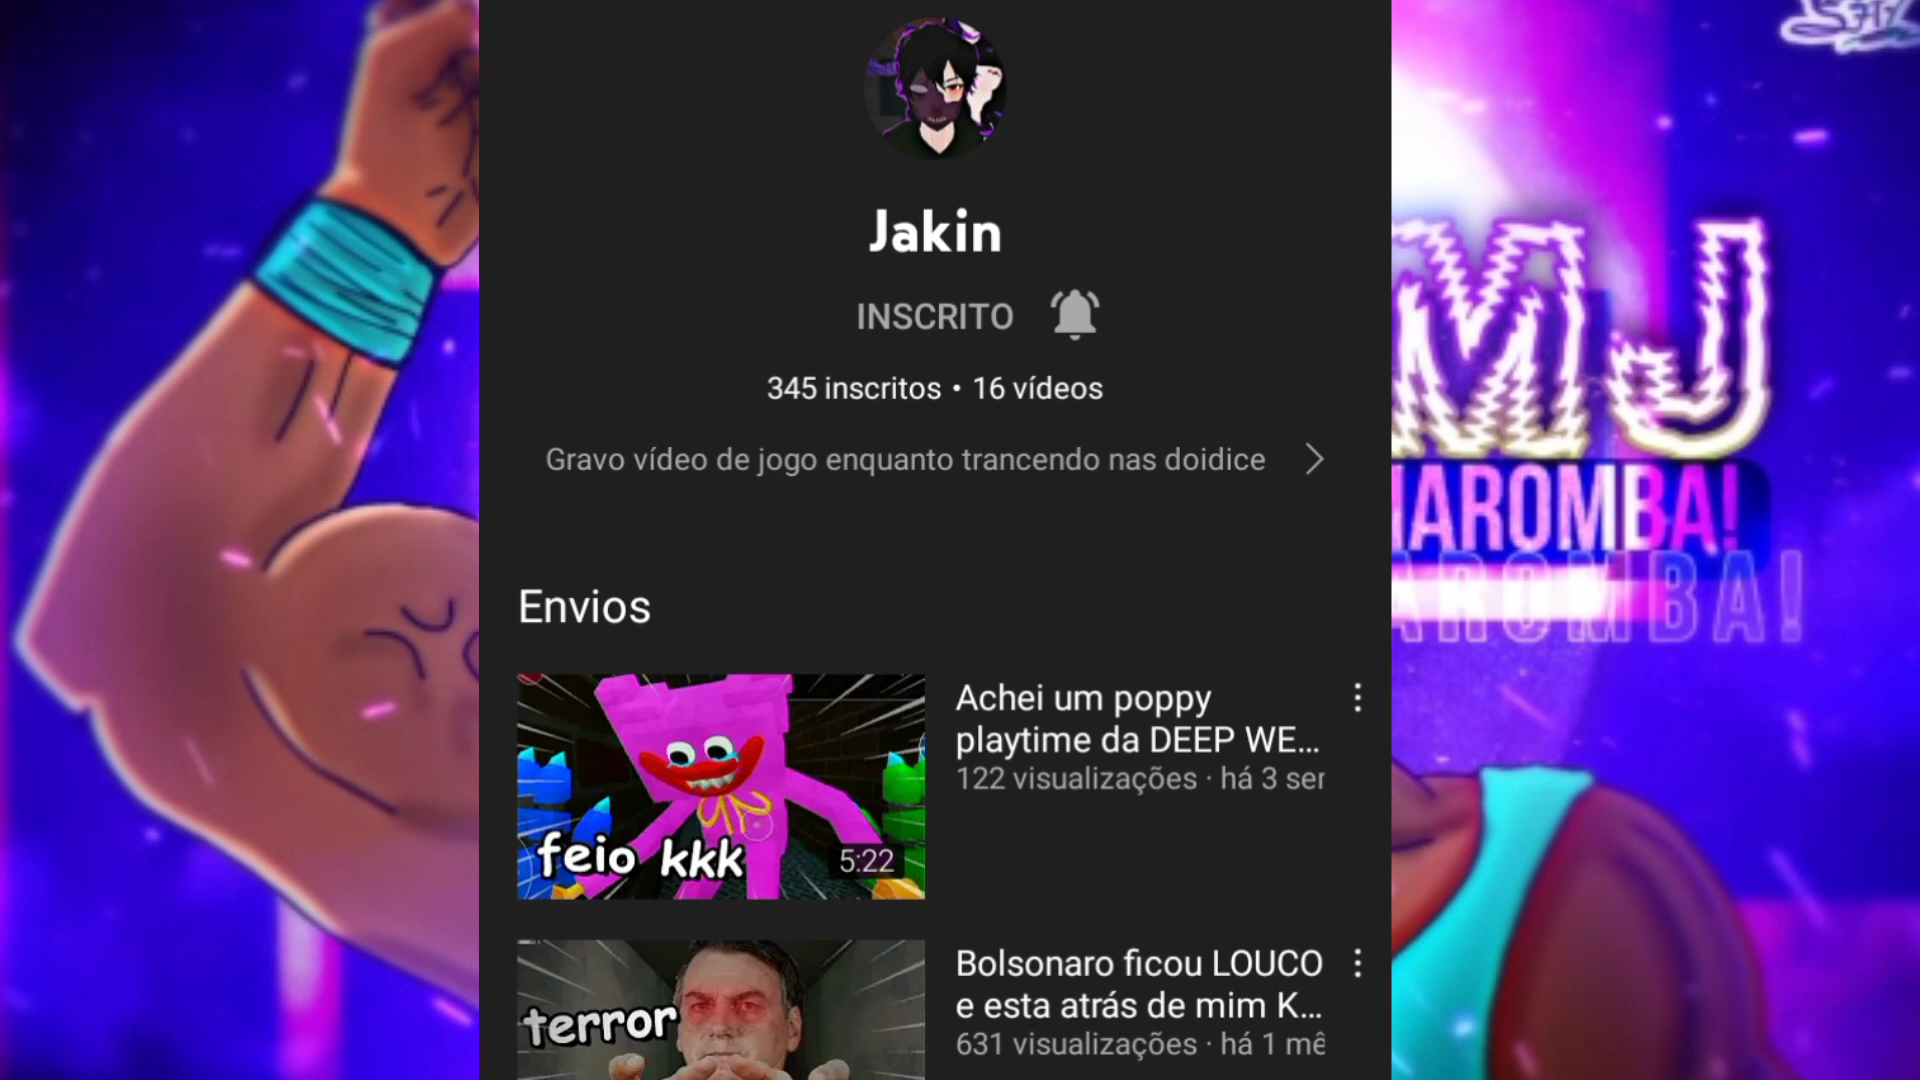 Jakin
INSCRITO
345 inscritos • 16 vídeos
Gravo vídeo de jogo enquanto trancendo nas doidice
Envios
feio kkk
5:22
Achei um poppy
playtime da DEEP WE...
122 visualizações · há 3 ser
terror
Bolsonaro ficou LOUCO
e esta atrás de mim K...
631 visualizações · há 1 mê
MJ
AROMBA!
AROMBA!